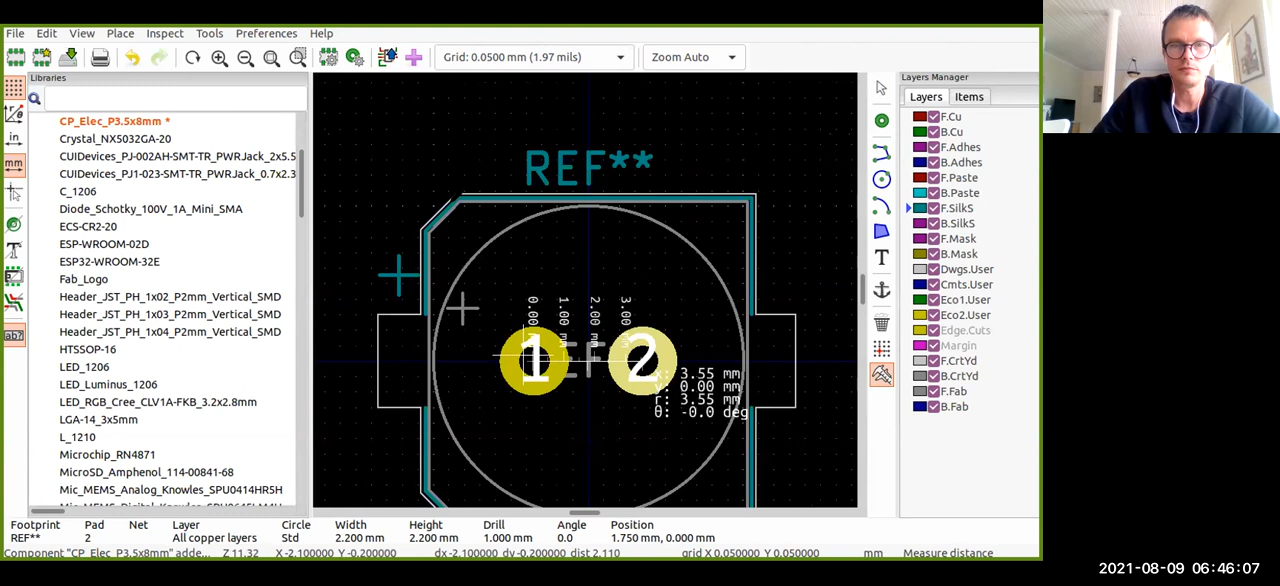 File Edit View Place Inspect Tools Preferences Help
Grid: 0.0500 mm (1.97 mils)
Zoom Auto
Libraries
CP_Elec_P3.5x8mm *
Crystal_NX5032GA-20
CUIDevices_PJ-002AH-SMT-TR_PWRJack_2x5.5
CUIDevices_PJ1-023-SMT-TR_PWRJack_0.7x2.3
C_1206
Diode_Schotky_100V_1A_Mini_SMA
ECS-CR2-20
ESP-WROOM-02D
ESP32-WROOM-32E
Fab_Logo
Header_JST_PH_1x02_P2mm_Vertical_SMD
Header_JST_PH_1x03_P2mm_Vertical_SMD
Header_JST_PH_1x04_P2mm_Vertical_SMD
HTSSOP-16
LED_1206
LED_Luminus_1206
LED_RGB_Cree_CLV1A-FKB_3.2x2.8mm
LGA-14_3x5mm
L_1210
Microchip_RN4871
MicroSD_Amphenol_114-00841-68
Mic_MEMS_Analog_Knowles_SPU0414HR5H
in
mm
ab?
REF**
0.00 mm
1.00 mm
2.00 mm
3.00
1
2
x: 3.55 mm
y: 0.00 mm
r: 3.55 mm
θ: -0.0 deg
T
Layers Manager
Layers Items
F.Cu
B.Cu
F.Adhes
B.Adhes
F.Paste
B.Paste
F.SilkS
B.SilkS
F.Mask
B.Mask
Dwgs.User
Cmts.User
Eco1.User
Eco2.User
Edge.Cuts
Margin
F.CrtYd
B.CrtYd
F.Fab
B.Fab
Footprint Pad Net Layer Circle Width Height Drill Angle Position
REF** 2 All copper layers Std 2.200 mm 2.200 mm 1.000 mm 0.0 1.750 mm, 0.000 mm
Component "CP_Elec_P3.5x8mm" adde... Z 11.32 X -2.100000 Y -0.200000 dx -2.100000 dy -0.200000 dist 2.110 grid X 0.050000 Y 0.050000 mm Measure distance
2021-08-09 06:46:07